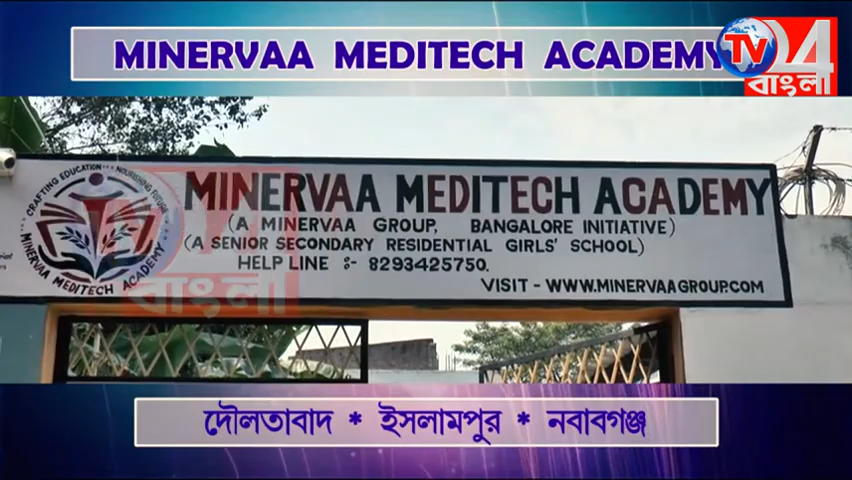 MINERVAA MEDITECH ACADEMY
TV
24
বাংলা
CRAFTING EDUCATION NOURISHING FUTURE
MINERVAA MEDITECH ACADEMY
MINERVAA MEDITECH ACADEMY
(A MINERVAA GROUP, BANGALORE INITIATIVE)
(A SENIOR SECONDARY RESIDENTIAL GIRLS' SCHOOL)
HELP LINE :- 8293425750.
VISIT - WWW.MINERVAAGROUP.COM
বাংলা
দৌলতাবাদ * ইসলামপুর * নবাবগঞ্জ